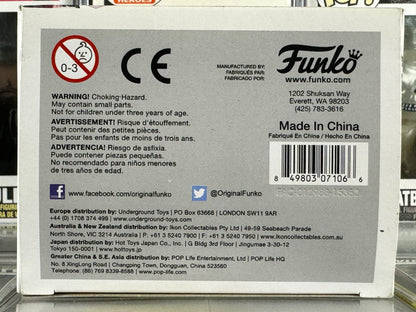 HEROES
POP
0-3
CE
MANUFACTURED BY
FABRIQUÉ PAR:
FABRICADO POR:
Funko
www.funko.com
1202 Shuksan Way
Everett, WA 98203
(425) 783-3616
WARNING! Choking-Hazard.
May contain small parts.
Not for children under three years of age.
AVERTISSEMENT! Risque d'étouffement.
Peut contenir des petites pièces.
Pas pour les enfants de moins de trois ans.
ADVERTENCIA! Riesgo de asfixia.
Puede contener piezas pequeñas.
No recomendado para niños menores
de tres años de edad.
Made In China
Fabriqué En Chine / Hecho En China
8 49803 07106 6
www.facebook.com/originalfunko
@OriginalFunko
Europe distribution by: Underground Toys | PO Box 63668 | LONDON SW11 9AR
+44 (0) 1708 374 498 | www.underground-toys.com
Australia & New Zealand distribution by: Ikon Collectables Pty Ltd | 49-59 Seabeach Parade
North Shore, VIC 3214 Australia | P: +61 3 5240 7900 | F: +61 3 5240 7950 | www.ikoncollectables.com.au
Japan distribution by: Hot Toys Japan Co., Inc. | G Bldg 3rd Floor | Jingumae 3-30-12
www.hottoys.jp
Greater China & S.E. Asia distribution by: POP Life Entertainment, Ltd | POP Life HQ
No. 8 XingLong Road | Changping Town, Dongguan, China 523560
Telephone: (86) 769 8339-8588 | www.pop-life.com